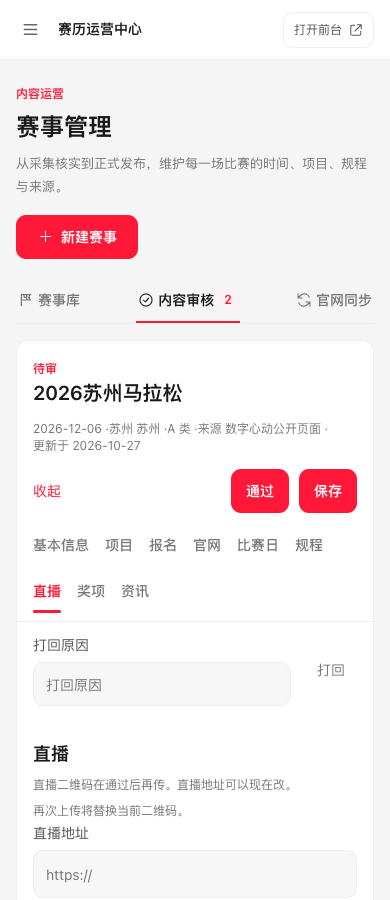 赛历运营中心
打开前台
内容运营
赛事管理
从采集核实到正式发布，维护每一场比赛的时间、项目、规程
与来源。
新建赛事
赛事库
内容审核 2
官网同步
待审
2026苏州马拉松
2026-12-06 ·苏州 苏州 ·A 类 ·来源 数字心动公开页面 ·
更新于 2026-10-27
收起
通过
保存
基本信息 项目 报名 官网 比赛日 规程
直播 奖项 资讯
打回原因
打回原因
打回
直播
直播二维码在通过后再传。直播地址可以现在改。
再次上传将替换当前二维码。
直播地址
https://